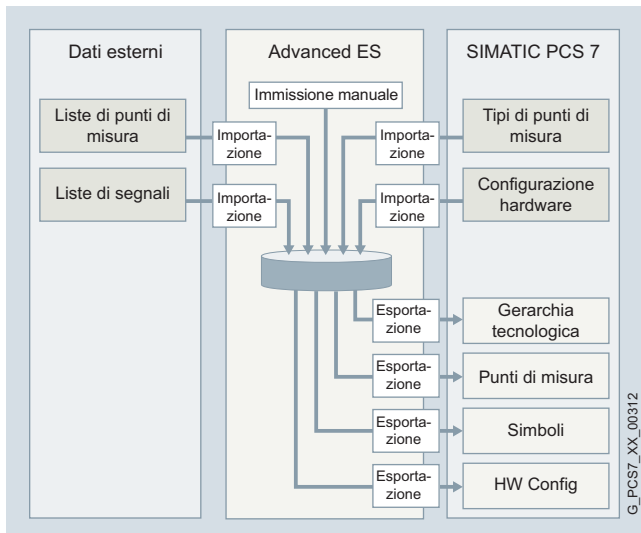 Dati esterni
Advanced ES
SIMATIC PCS 7
Immissione manuale
Liste di punti di
misura
Importa-
zione
Importa-
zione
Tipi di punti di
misura
Liste di segnali
Importa-
zione
Importa-
zione
Configurazione
hardware
Esporta-
zione
Gerarchia
tecnologica
Esporta-
zione
Punti di misura
Esporta-
zione
Simboli
Esporta-
zione
HW Config
G_PCS7_XX_00312